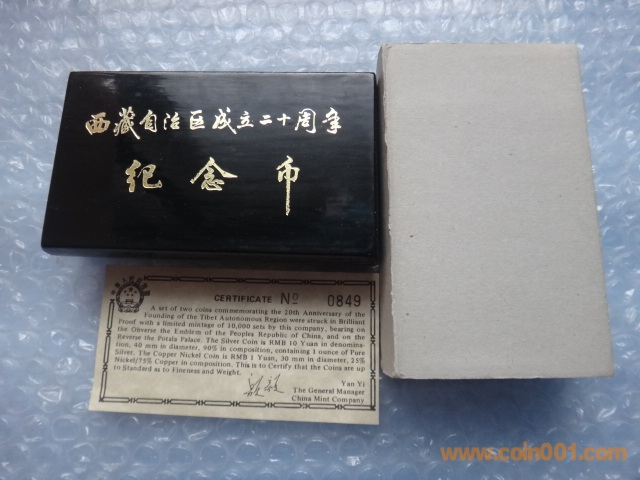 西藏自治区成立二十周年
纪念币
CERTIFICATE № 0849
A set of two coins commemorating the 20th Anniversary of the
Founding of the Tibet Autonomous Region were struck in Brilliant
Proof with a limited mintage of 10,000 sets by this company, bearing on
the Obverse the Emblem of the Peoples Republic of China, and on the
Reverse the Potala Palace. The Silver Coin is RMB 10 Yuan in denomina-
tion, 40 mm in diameter, 90% in composition, containing 1 ounce of Pure
Silver. The Copper Nickel Coin is RMB 1 Yuan, 30 mm in diameter, 25%
Nickel/75% Copper in composition. This is to Certify that the Coins are up
to Standard as to Fineness and Weight.
Yan Yi
The General Manager
China Mint Company
www.coin001.com